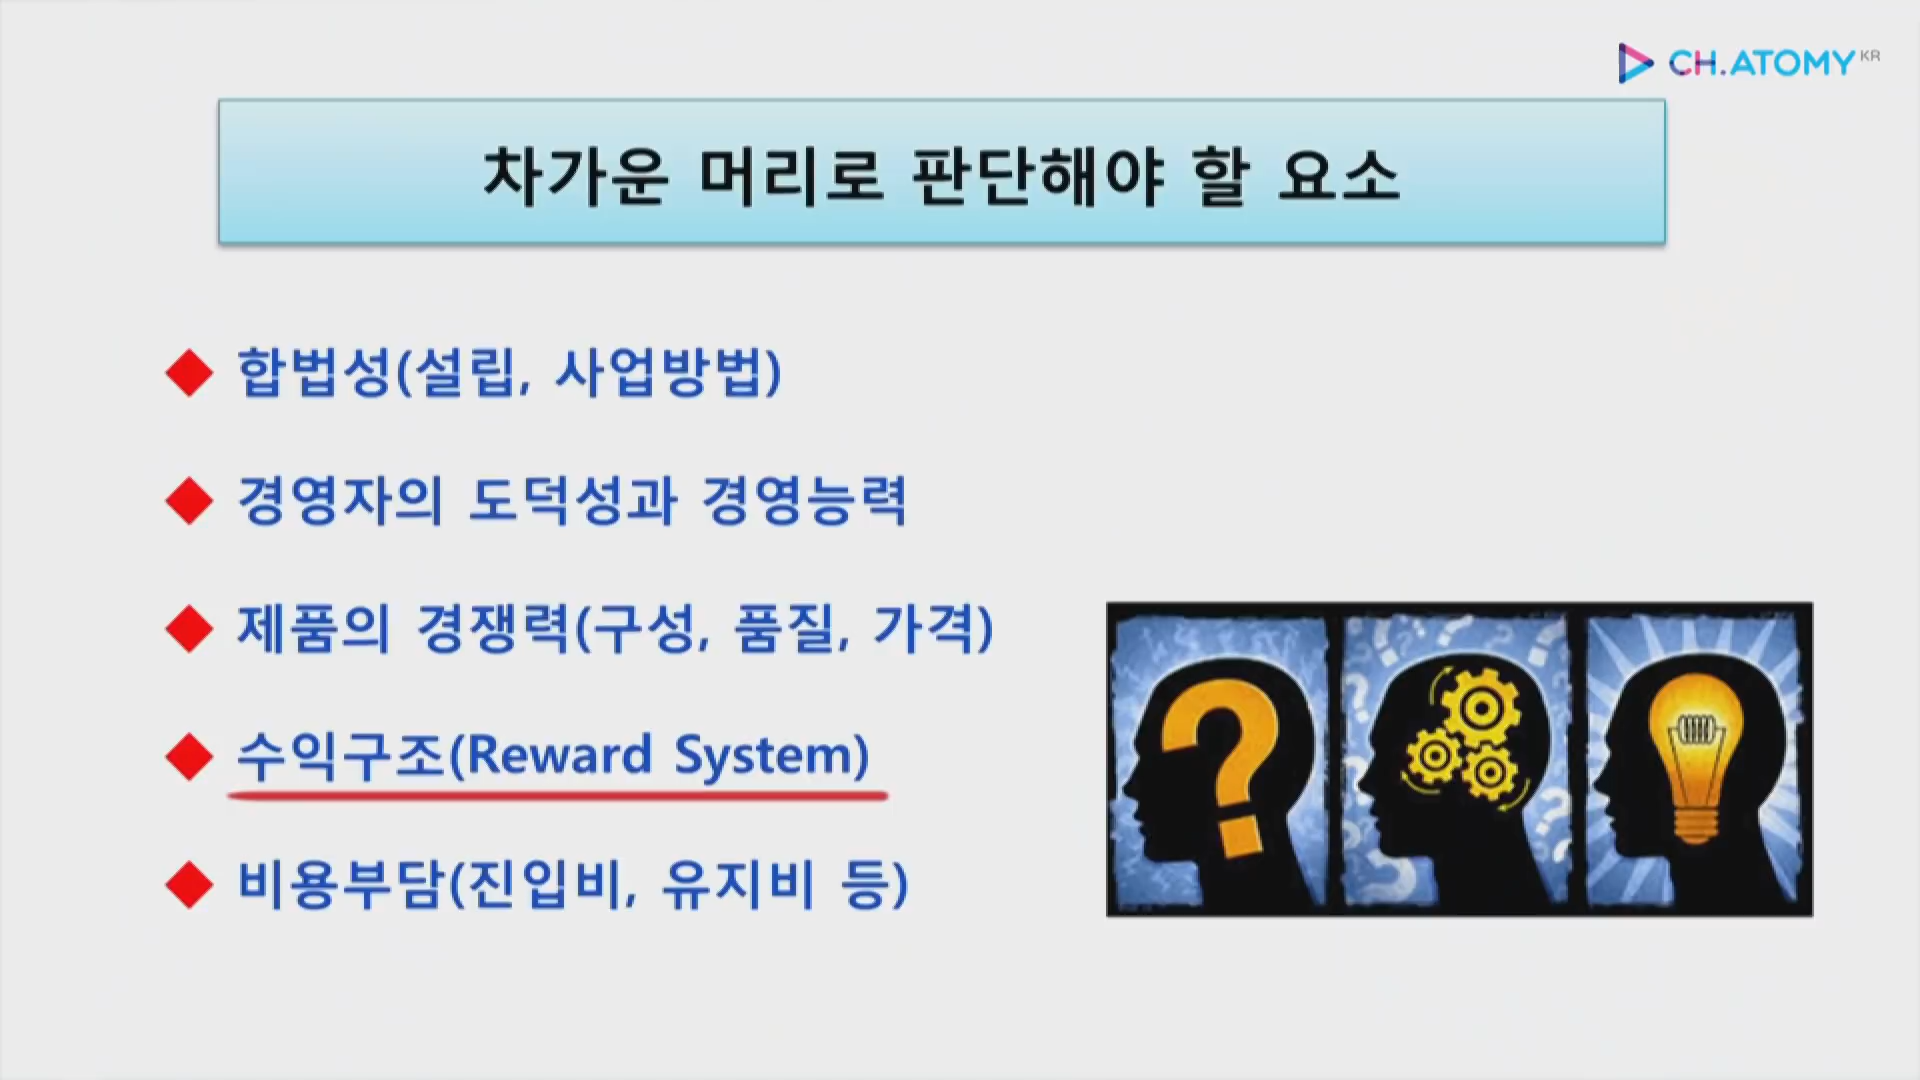 CH.ATOMY KR
차가운 머리로 판단해야 할 요소
합법성(설립, 사업방법)
경영자의 도덕성과 경영능력
제품의 경쟁력(구성, 품질, 가격)
수익구조(Reward System)
비용부담(진입비, 유지비 등)